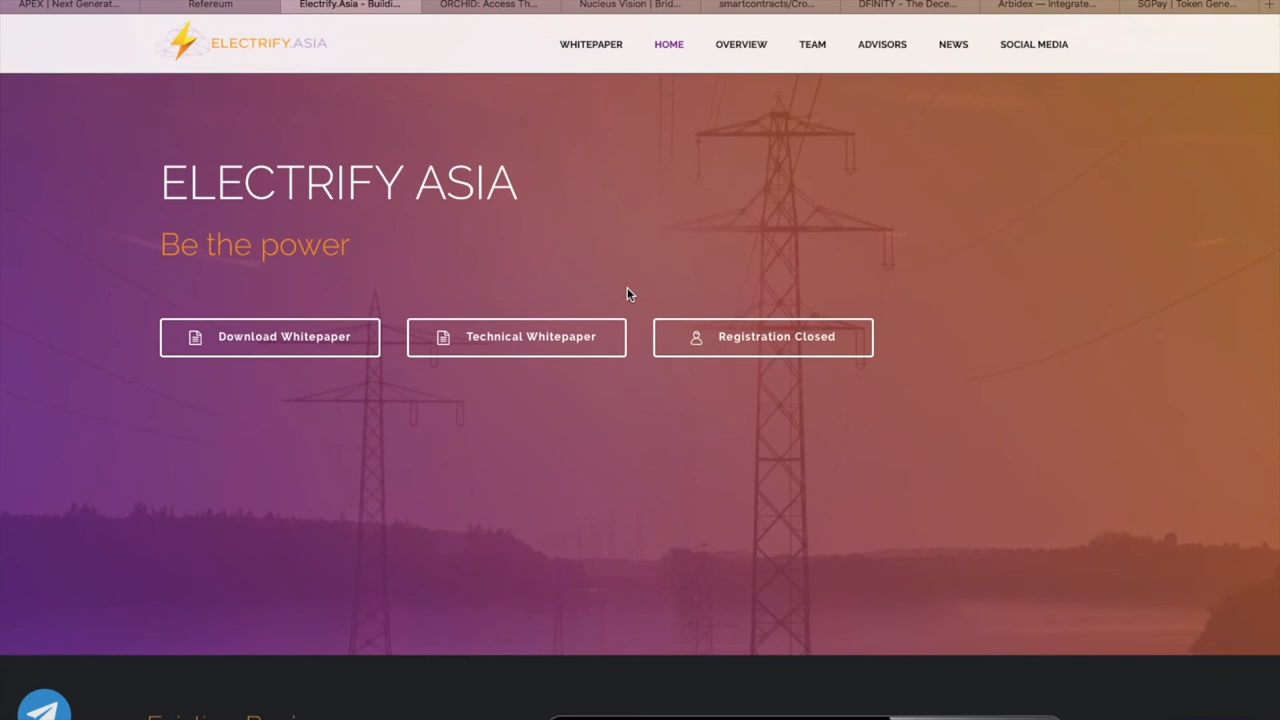 APEX | Next Generat...
Refereum
Electrify.Asia - Buildi...
ORCHID: Access Th...
Nucleus Vision | Brid...
smartcontracts/Cro...
DFINITY - The Dece...
Arbidex — Integrate...
SGPay | Token Gene...
ELECTRIFY.ASIA
WHITEPAPER
HOME
OVERVIEW
TEAM
ADVISORS
NEWS
SOCIAL MEDIA
ELECTRIFY ASIA
Be the power
Download Whitepaper
Technical Whitepaper
Registration Closed